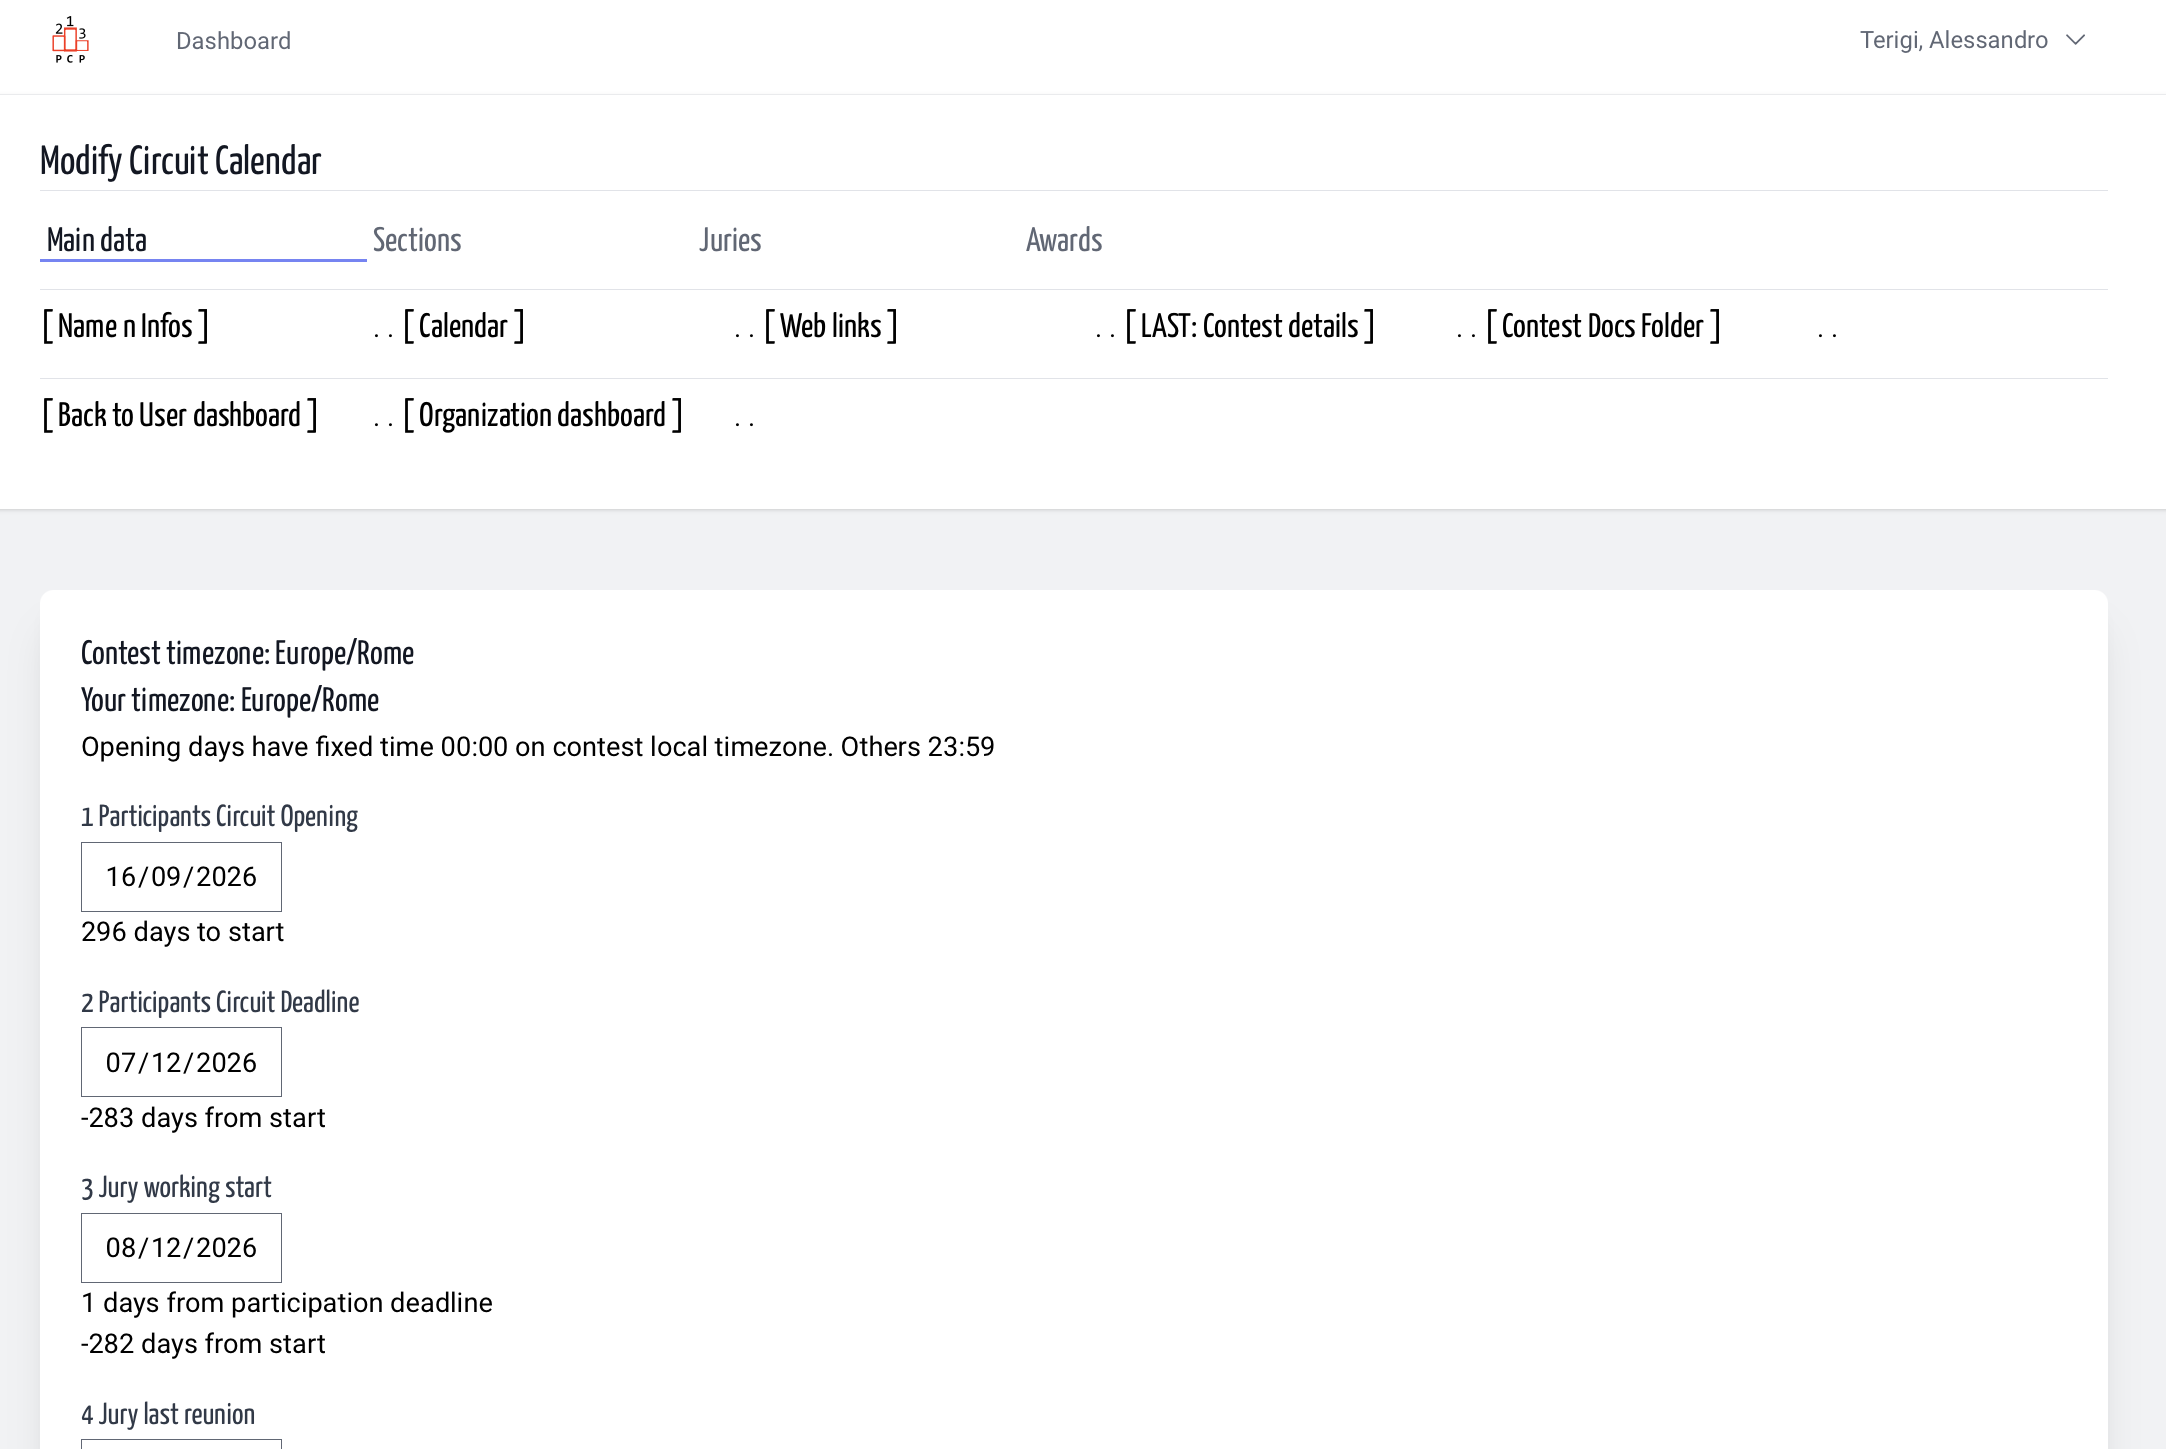 2 1 3
P C P
Dashboard
Terigi, Alessandro
Modify Circuit Calendar
Main data
Sections
Juries
Awards
[ Name n Infos ]
. . [ Calendar ]
. . [ Web links ]
. . [ LAST: Contest details ]
. . [ Contest Docs Folder ]
. .
[ Back to User dashboard ]
. . [ Organization dashboard ]
. .
Contest timezone: Europe/Rome
Your timezone: Europe/Rome
Opening days have fixed time 00:00 on contest local timezone. Others 23:59
1 Participants Circuit Opening
16/09/2026
296 days to start
2 Participants Circuit Deadline
07/12/2026
-283 days from start
3 Jury working start
08/12/2026
1 days from participation deadline
-282 days from start
4 Jury last reunion